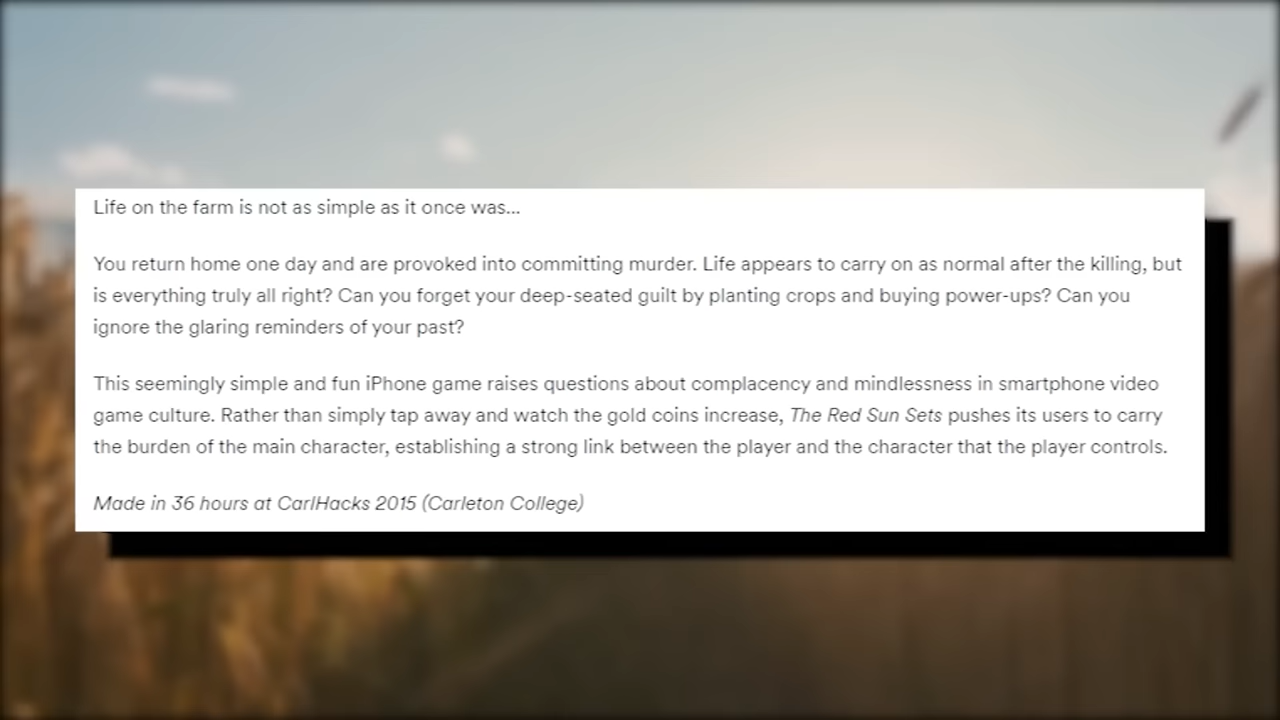 Life on the farm is not as simple as it once was...
You return home one day and are provoked into committing murder. Life appears to carry on as normal after the killing, but
is everything truly all right? Can you forget your deep-seated guilt by planting crops and buying power-ups? Can you
ignore the glaring reminders of your past?
This seemingly simple and fun iPhone game raises questions about complacency and mindlessness in smartphone video
game culture. Rather than simply tap away and watch the gold coins increase, The Red Sun Sets pushes its users to carry
the burden of the main character, establishing a strong link between the player and the character that the player controls.
Made in 36 hours at CarlHacks 2015 (Carleton College)